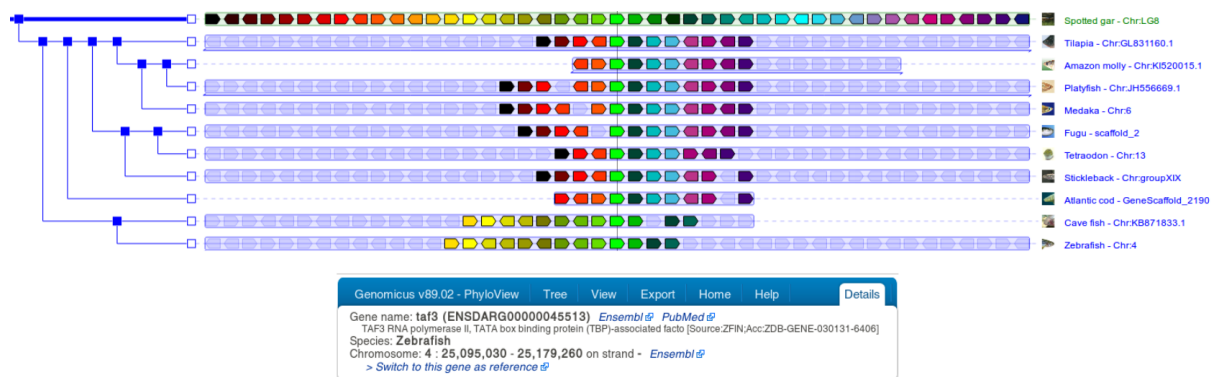 Spotted gar - Chr:LG8
Tilapia - Chr:GL831160.1
Amazon molly - Chr:KI520015.1
Platyfish - Chr:JH556669.1
Medaka - Chr:6
Fugu - scaffold_2
Tetraodon - Chr:13
Stickleback - Chr:groupXIX
Atlantic cod - GeneScaffold_2190
Cave fish - Chr:KB871833.1
Zebrafish - Chr:4
Genomicus v89.02 - PhyloView Tree View Export Home Help Details
Gene name: taf3 (ENSDARG00000045513) Ensembl PubMed
TAF3 RNA polymerase II, TATA box binding protein (TBP)-associated facto [Source:ZFIN;Acc:ZDB-GENE-030131-6406]
Species: Zebrafish
Chromosome: 4 : 25,095,030 - 25,179,260 on strand - Ensembl
> Switch to this gene as reference